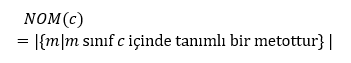 NOM(c)
= |{m|m sınıf c içinde tanımlı bir metottur} |